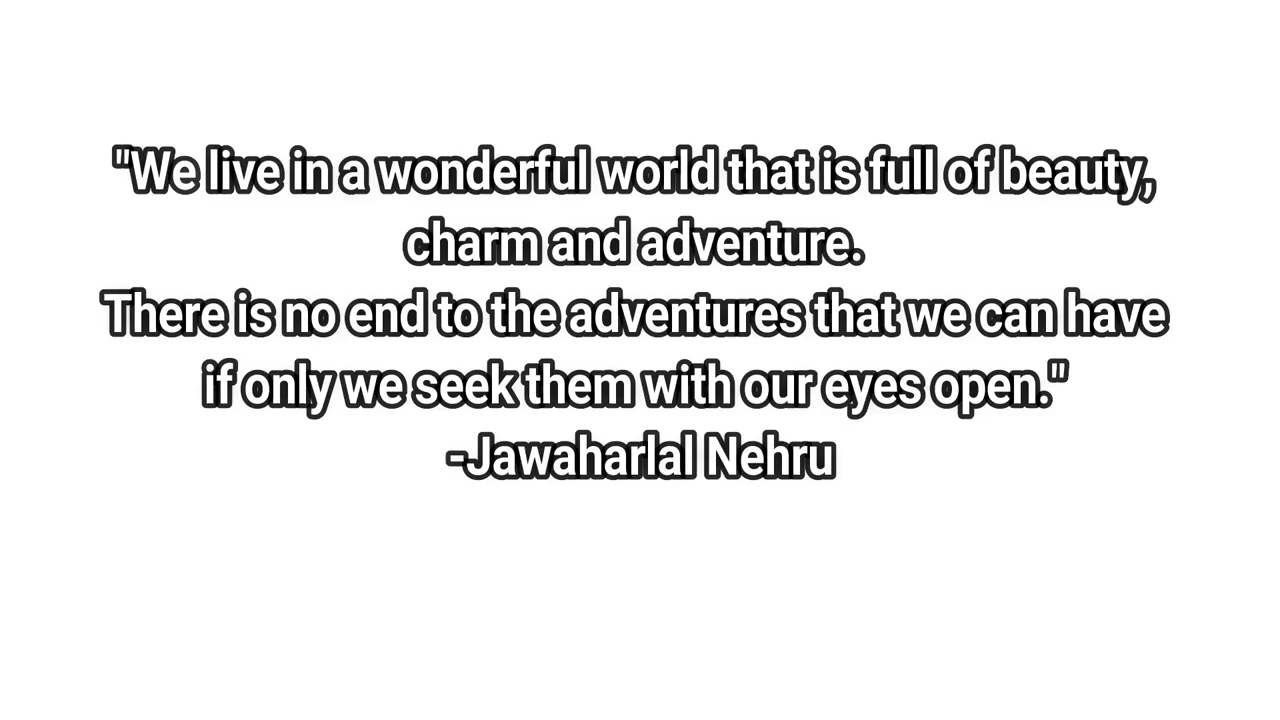 "We live in a wonderful world that is full of beauty,
charm and adventure.
There is no end to the adventures that we can have
if only we seek them with our eyes open."
-Jawaharlal Nehru